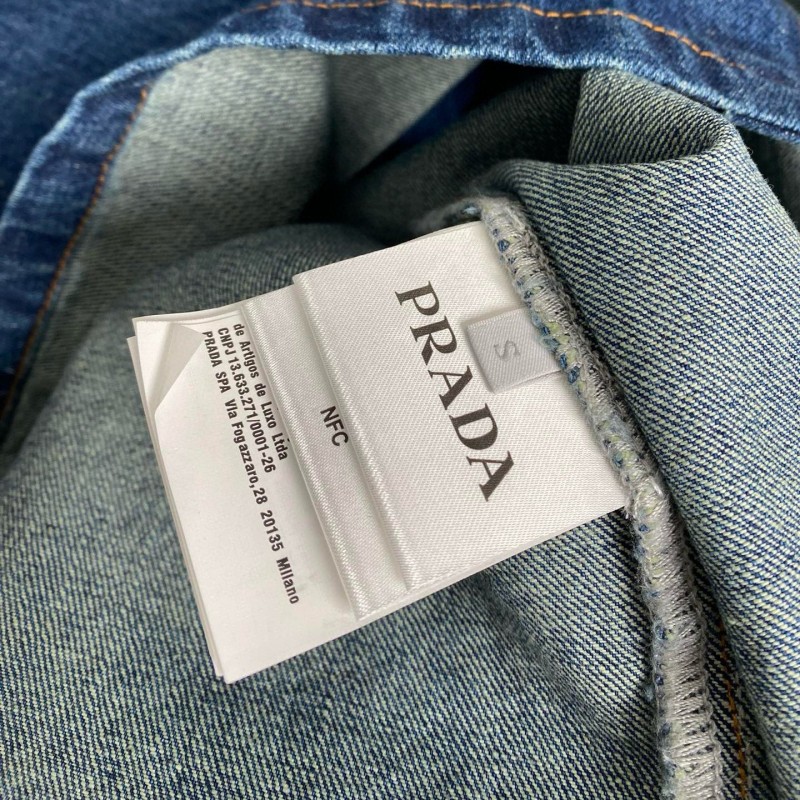 PRADA
S
NFC
de Artigos de Luxo Ltda
CNPJ 13.633.271/0001-26
PRADA SPA Via Fogazzaro,28 20135 Milano